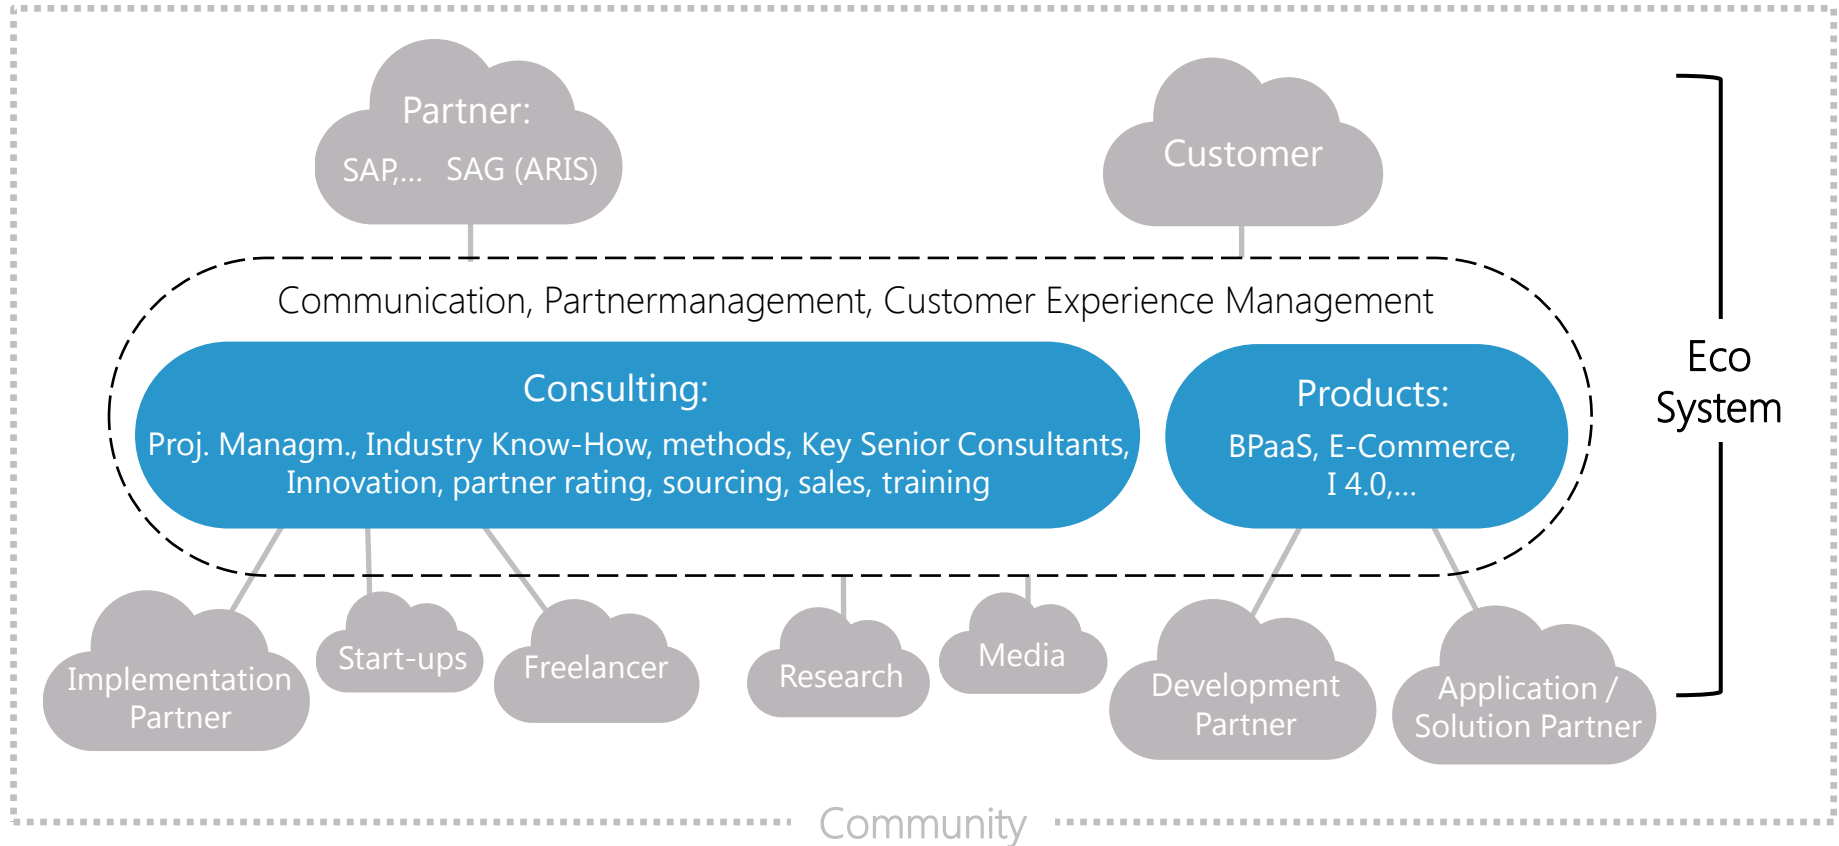 Partner:
SAP,... SAG (ARIS)
Customer
Communication, Partnermanagement, Customer Experience Management
Consulting:
Proj. Managm., Industry Know-How, methods, Key Senior Consultants,
Innovation, partner rating, sourcing, sales, training
Products:
BPaaS, E-Commerce,
I 4.0,...
Eco
System
Implementation
Partner
Start-ups
Freelancer
Research
Media
Development
Partner
Application /
Solution Partner
Community